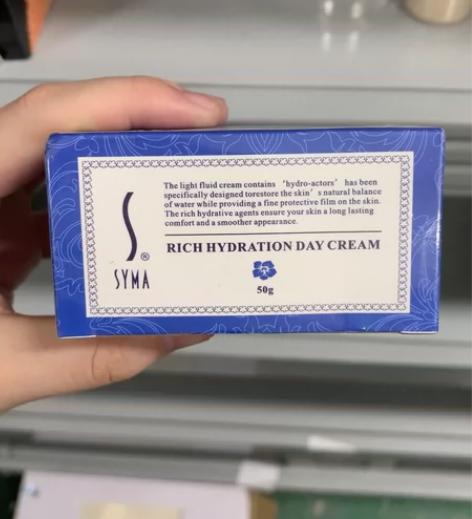 The light fluid cream contains 'hydro-actors' has been
specifically designed torestore the skin's natural balance
of water while providing a fine protective film on the skin.
The rich hydrative agents ensure your skin a long lasting
comfort and a smoother appearance.
S®
SYMA
RICH HYDRATION DAY CREAM
50g